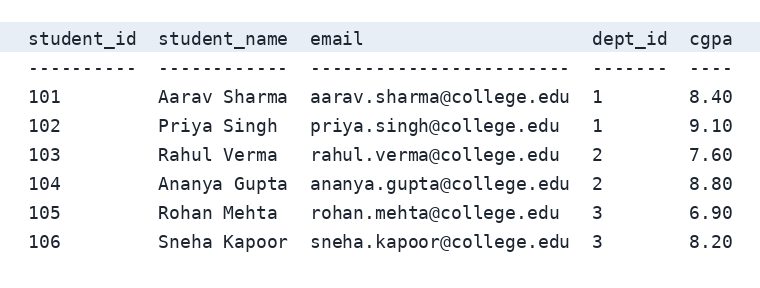 student_id  student_name  email                     dept_id  cgpa
----------  ------------  ------------------------  -------  ----
101         Aarav Sharma  aarav.sharma@college.edu  1        8.40
102         Priya Singh   priya.singh@college.edu   1        9.10
103         Rahul Verma   rahul.verma@college.edu   2        7.60
104         Ananya Gupta  ananya.gupta@college.edu  2        8.80
105         Rohan Mehta   rohan.mehta@college.edu   3        6.90
106         Sneha Kapoor  sneha.kapoor@college.edu  3        8.20